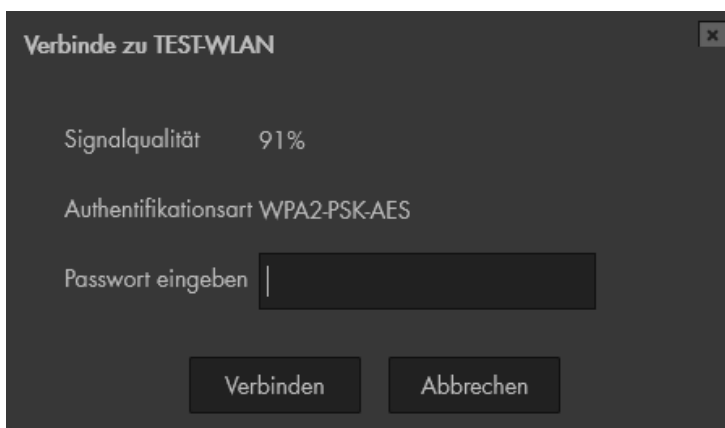 Verbinde zu TEST-WLAN
Signalqualität 91%
Authentifikationsart WPA2-PSK-AES
Passwort eingeben
Verbinden Abbrechen